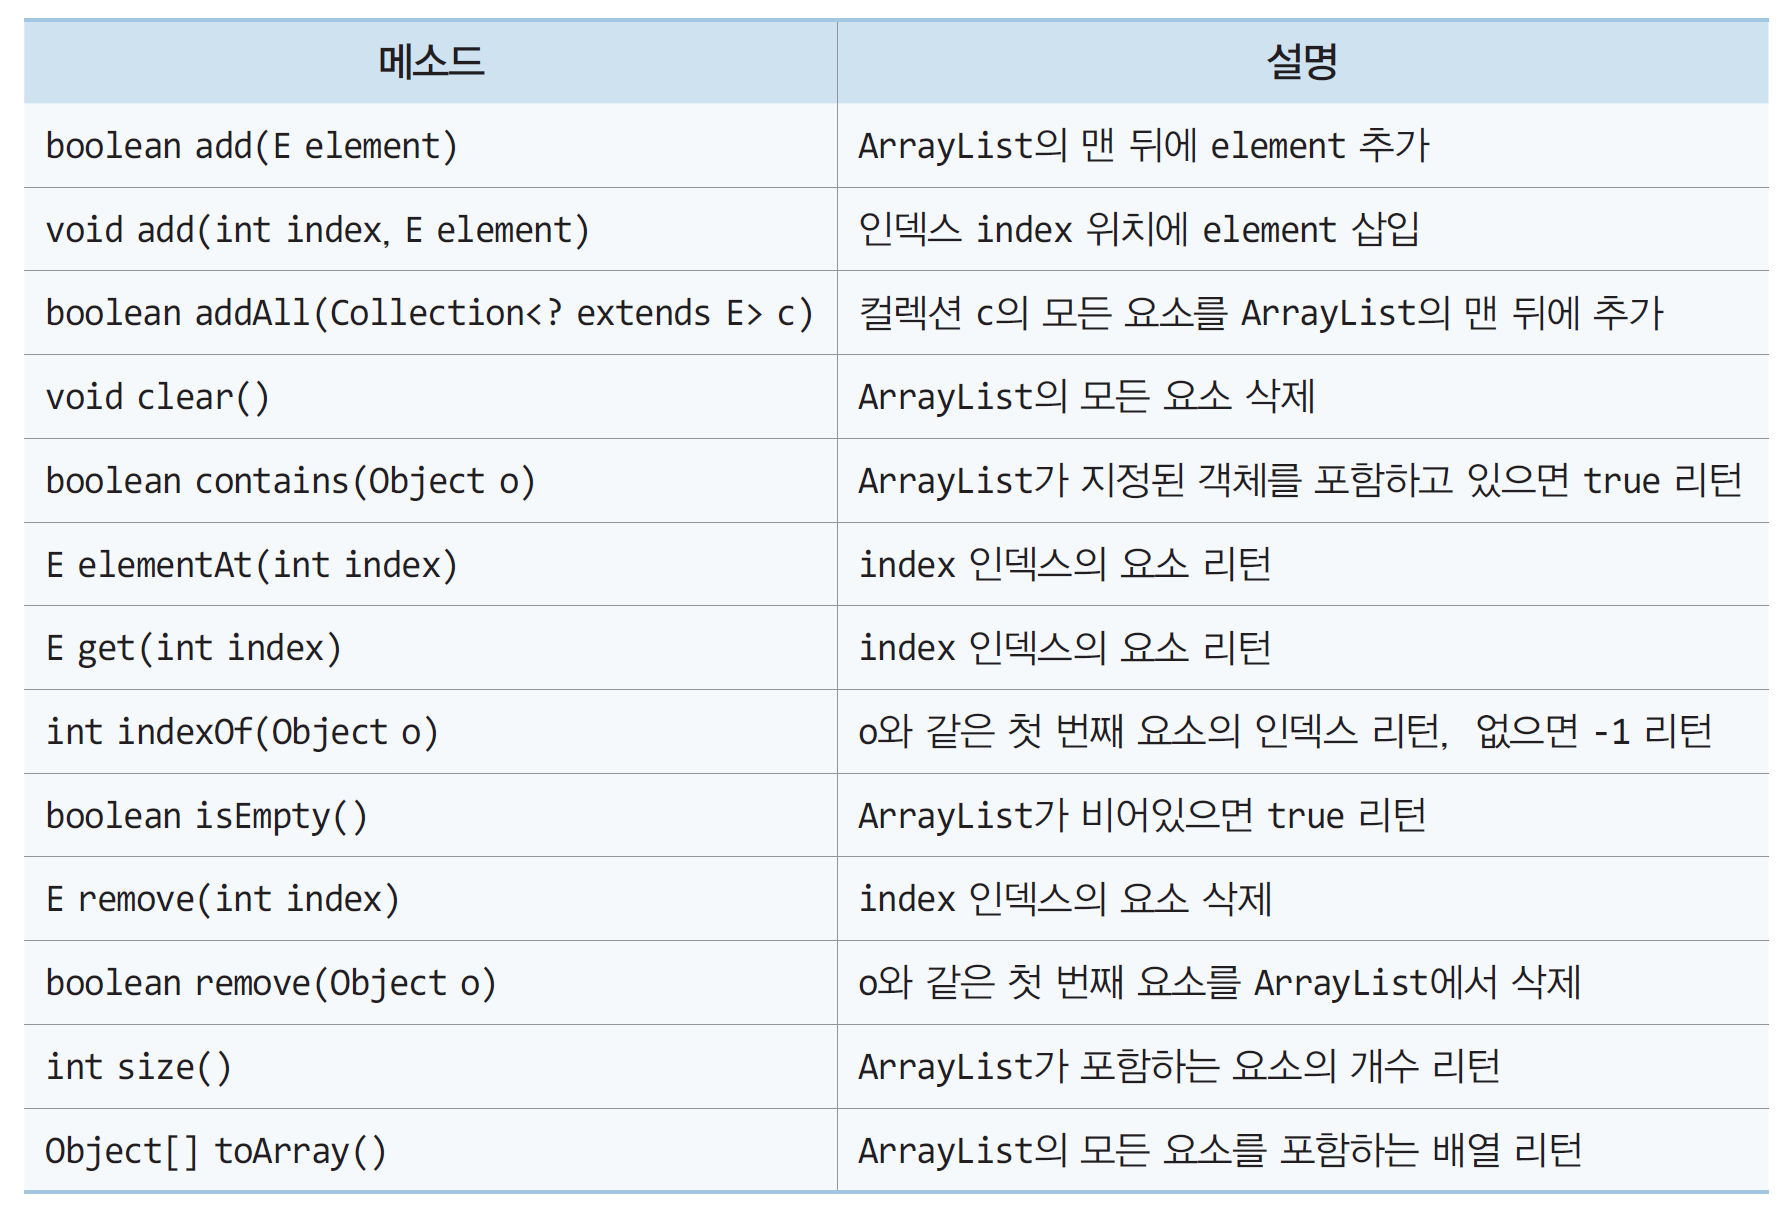 메소드 설명
boolean add(E element) ArrayList의 맨 뒤에 element 추가
void add(int index, E element) 인덱스 index 위치에 element 삽입
boolean addAll(Collection<? extends E> c) 컬렉션 c의 모든 요소를 ArrayList의 맨 뒤에 추가
void clear() ArrayList의 모든 요소 삭제
boolean contains(Object o) ArrayList가 지정된 객체를 포함하고 있으면 true 리턴
E elementAt(int index) index 인덱스의 요소 리턴
E get(int index) index 인덱스의 요소 리턴
int indexOf(Object o) o와 같은 첫 번째 요소의 인덱스 리턴, 없으면 -1 리턴
boolean isEmpty() ArrayList가 비어있으면 true 리턴
E remove(int index) index 인덱스의 요소 삭제
boolean remove(Object o) o와 같은 첫 번째 요소를 ArrayList에서 삭제
int size() ArrayList가 포함하는 요소의 개수 리턴
Object[] toArray() ArrayList의 모든 요소를 포함하는 배열 리턴